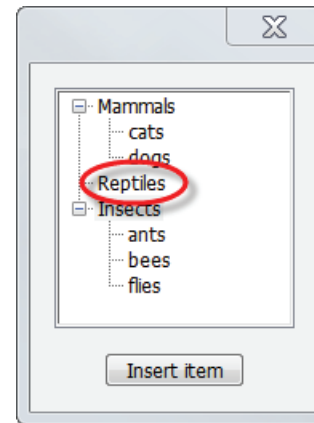 Mammals
cats
dogs
Reptiles
Insects
ants
bees
flies
Insert item